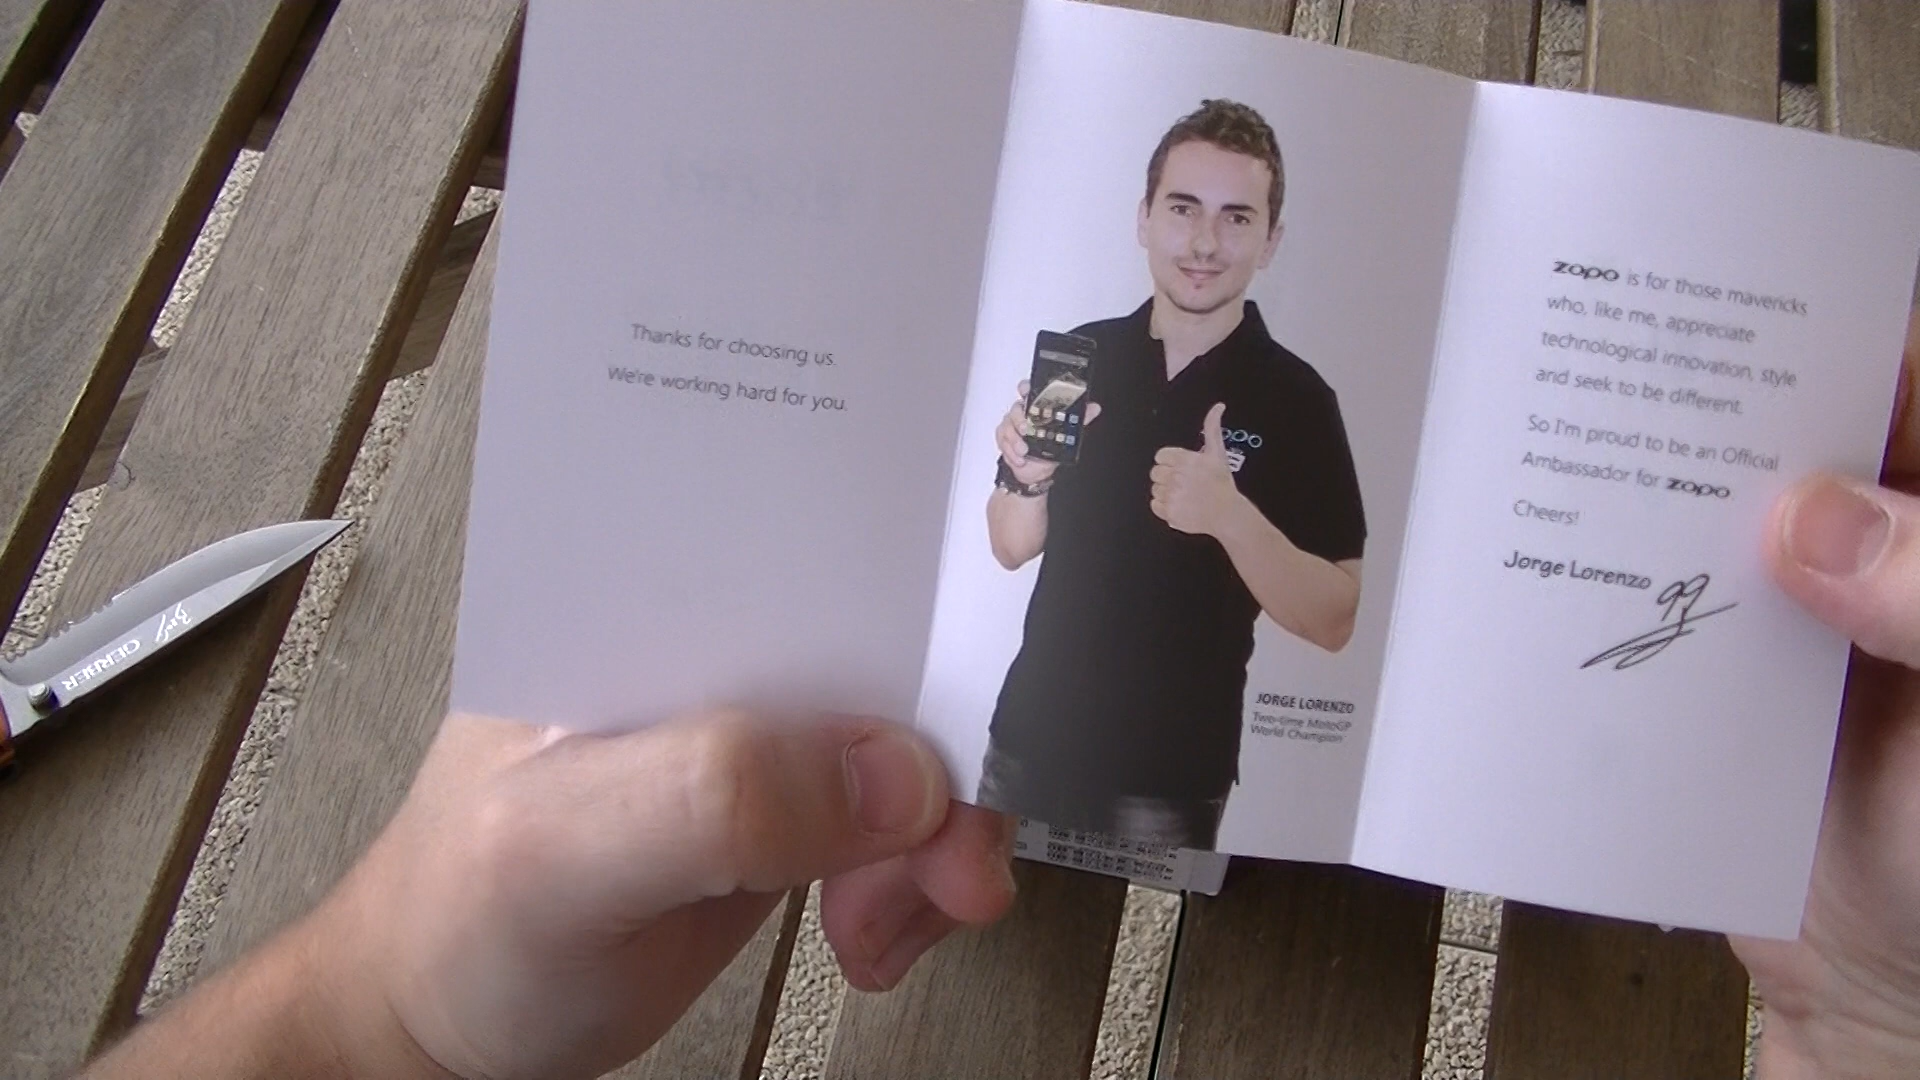 Thanks for choosing us.
We're working hard for you.
zopo
JORGE LORENZO
Two-time MotoGP
World Champion
zopo is for those mavericks
who, like me, appreciate
technological innovation, style
and seek to be different.
So I'm proud to be an Official
Ambassador for zopo
Cheers!
Jorge Lorenzo
GERBER